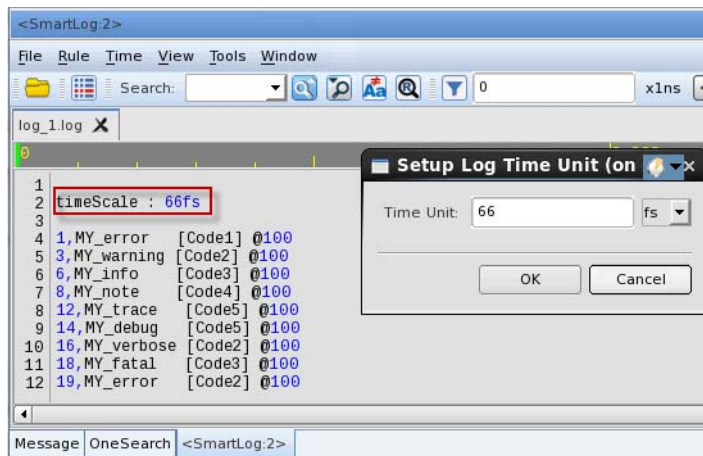 <SmartLog:2>
File Rule Time View Tools Window
Search: 0 x1ns
log_1.log
0
Setup Log Time Unit (on
Time Unit: 66 fs
OK Cancel
1
2 timeScale : 66fs
3
4 1,MY_error [Code1] @100
5 3,MY_warning [Code2] @100
6 6,MY_info [Code3] @100
7 8,MY_note [Code4] @100
8 12,MY_trace [Code5] @100
9 14,MY_debug [Code5] @100
10 16,MY_verbose [Code2] @100
11 18,MY_fatal [Code3] @100
12 19,MY_error [Code2] @100
Message OneSearch <SmartLog:2>